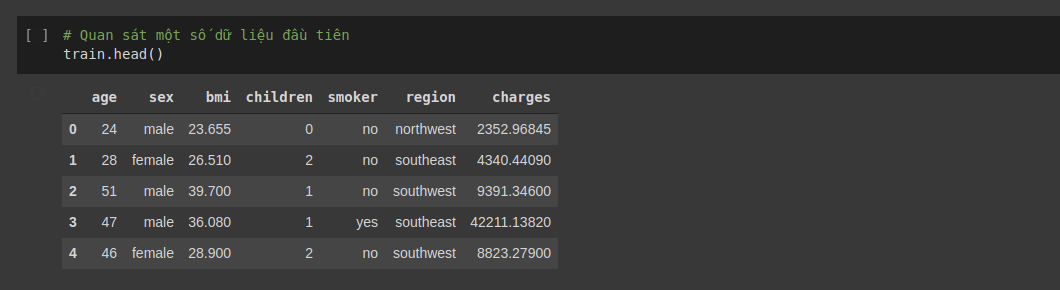 [ ] # Quan sát một số dữ liệu đầu tiên
train.head()
age sex bmi children smoker region charges
0 24 male 23.655 0 no northwest 2352.96845
1 28 female 26.510 2 no southeast 4340.44090
2 51 male 39.700 1 no southwest 9391.34600
3 47 male 36.080 1 yes southeast 42211.13820
4 46 female 28.900 2 no southwest 8823.27900